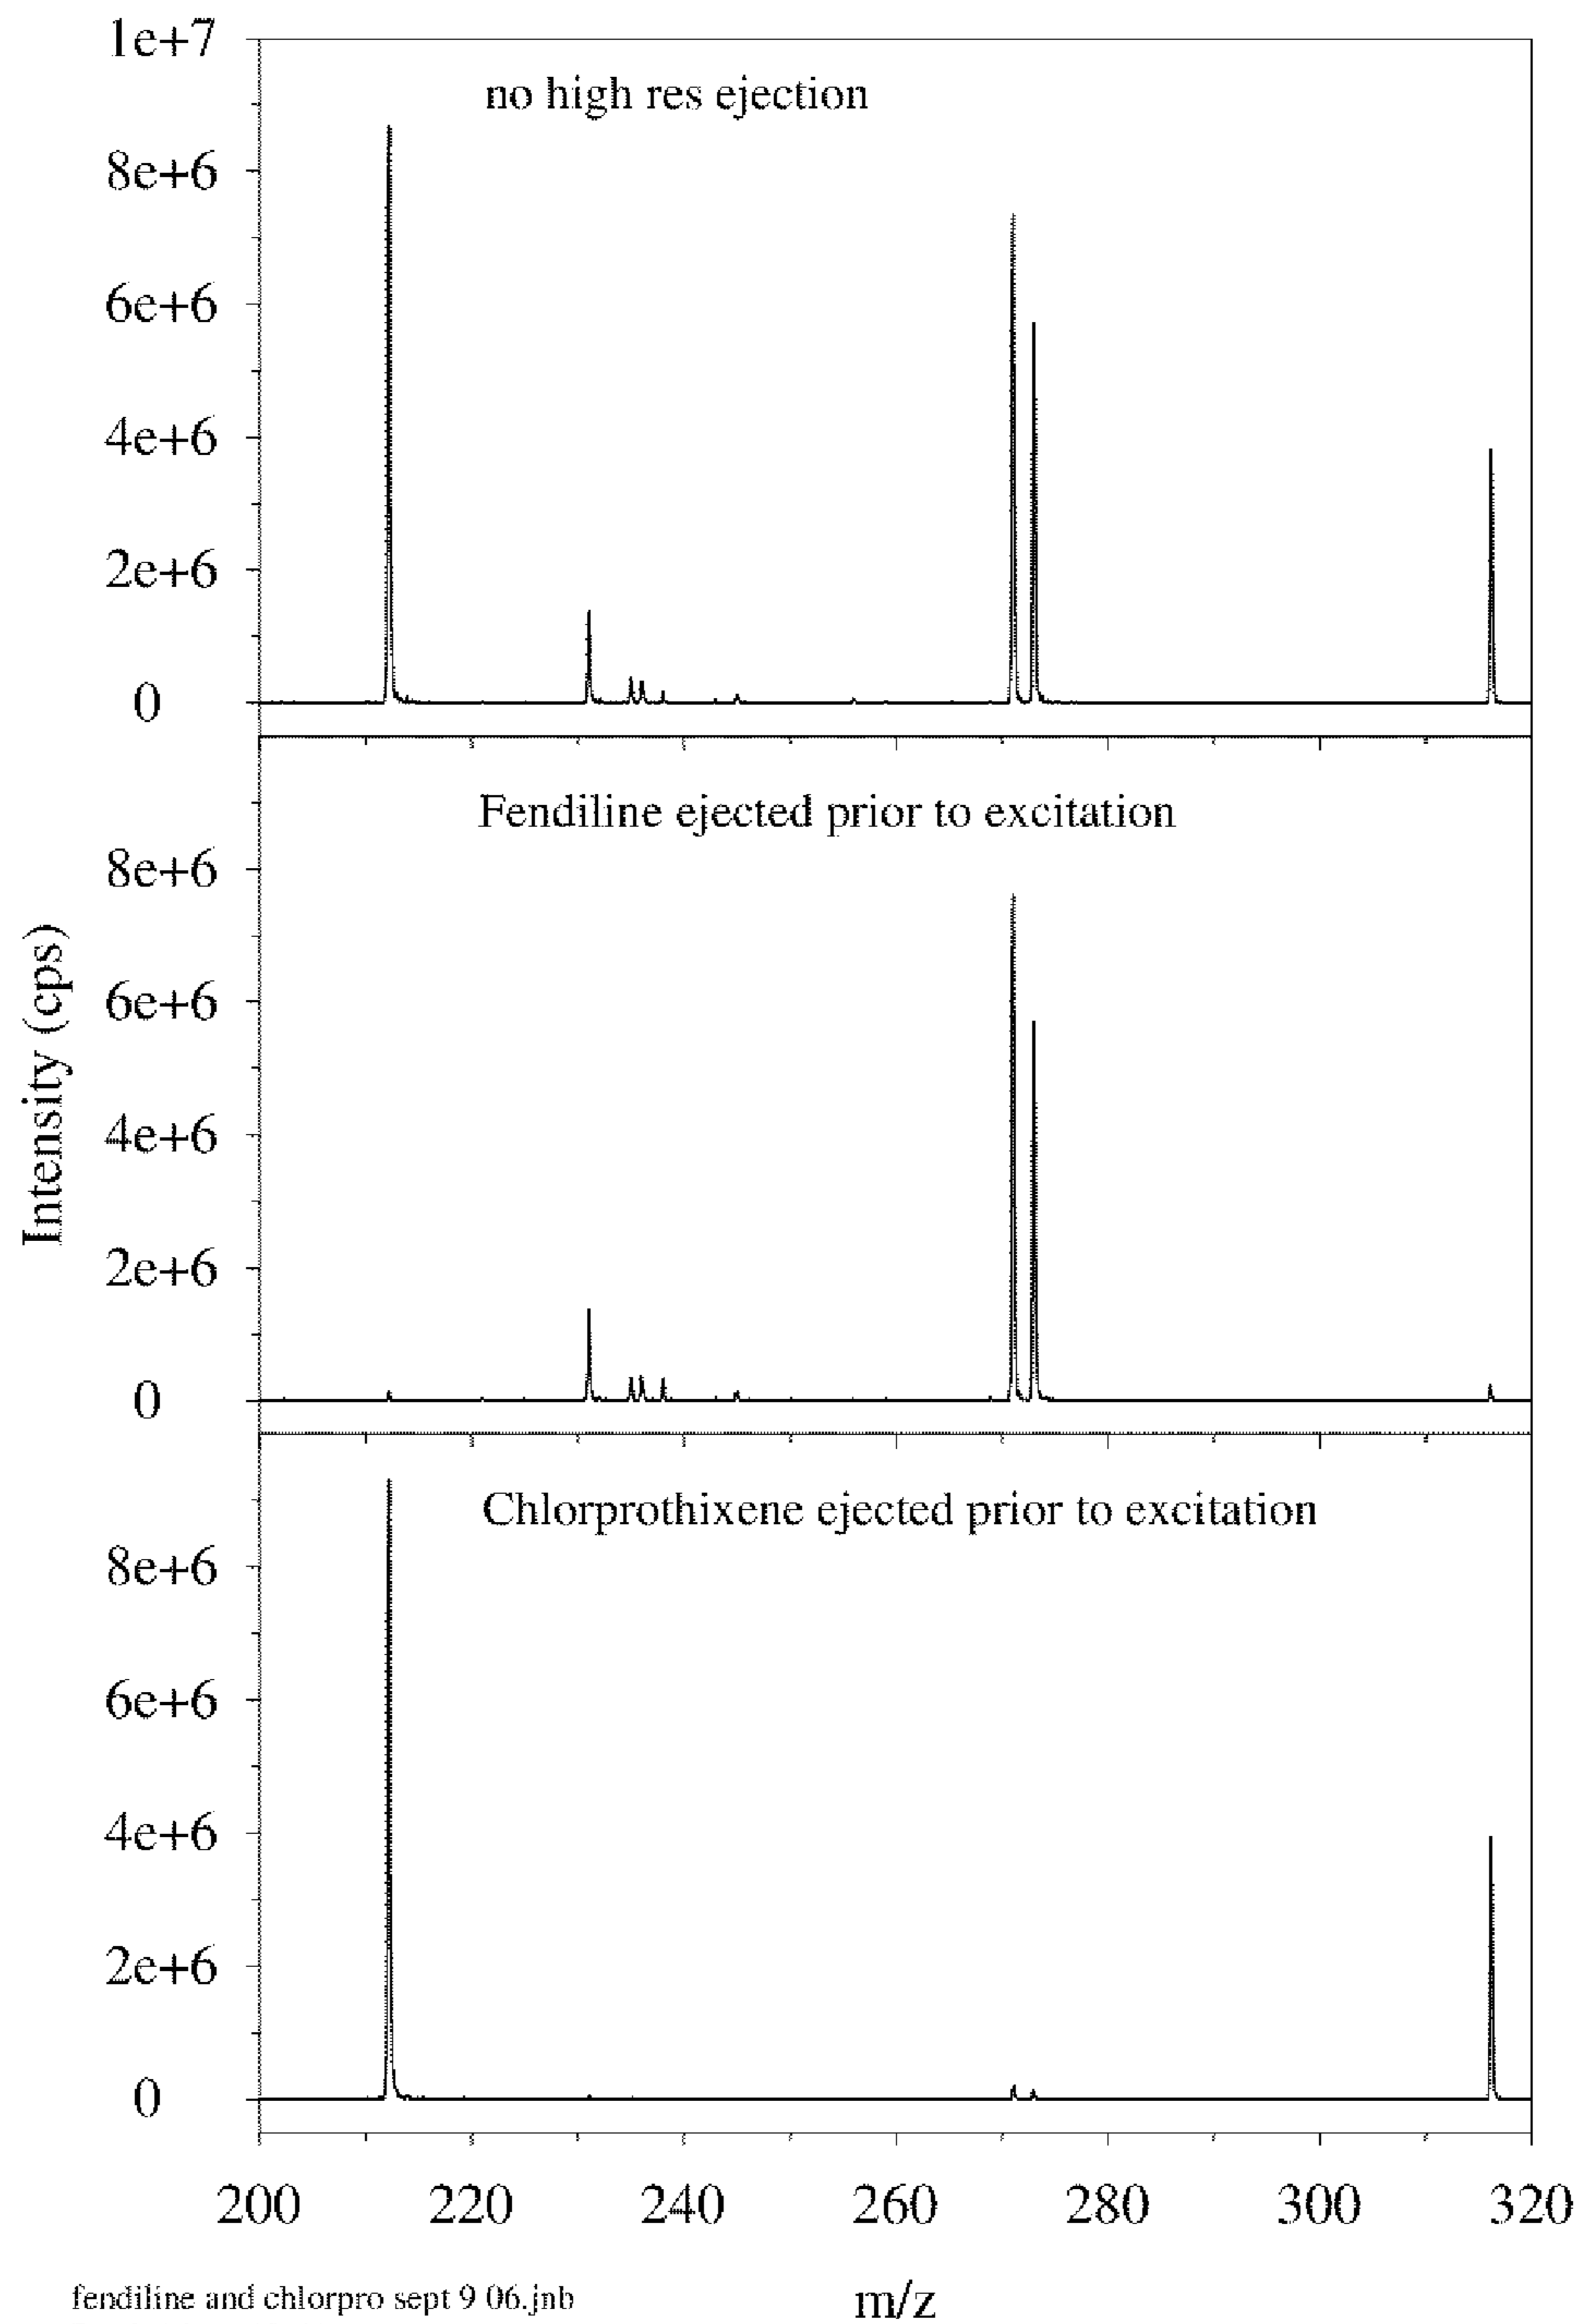 1e+7
no high res ejection
8e+6
6e+6
4e+6
2e+6
0
Fendiline ejected prior to excitation
8e+6
6e+6
4e+6
2e+6
0
Intensity (cps)
Chlorprothixene ejected prior to excitation
8e+6
6e+6
4e+6
2e+6
0
200 220 240 260 280 300 320
m/z
fendiline and chlorpro sept 9 06.jnb